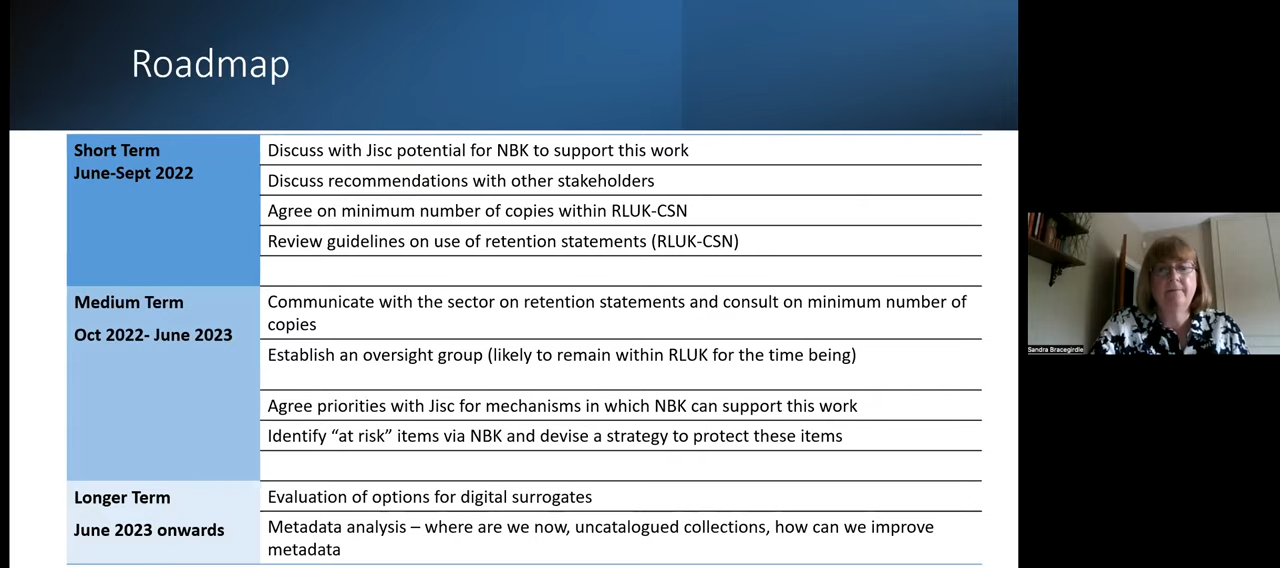 Roadmap
Short Term
June-Sept 2022
Discuss with Jisc potential for NBK to support this work
Discuss recommendations with other stakeholders
Agree on minimum number of copies within RLUK-CSN
Review guidelines on use of retention statements (RLUK-CSN)
Medium Term
Oct 2022- June 2023
Communicate with the sector on retention statements and consult on minimum number of
copies
Establish an oversight group (likely to remain within RLUK for the time being)
Agree priorities with Jisc for mechanisms in which NBK can support this work
Identify “at risk” items via NBK and devise a strategy to protect these items
Longer Term
June 2023 onwards
Evaluation of options for digital surrogates
Metadata analysis – where are we now, uncatalogued collections, how can we improve
metadata
Sandra Bracegirdle